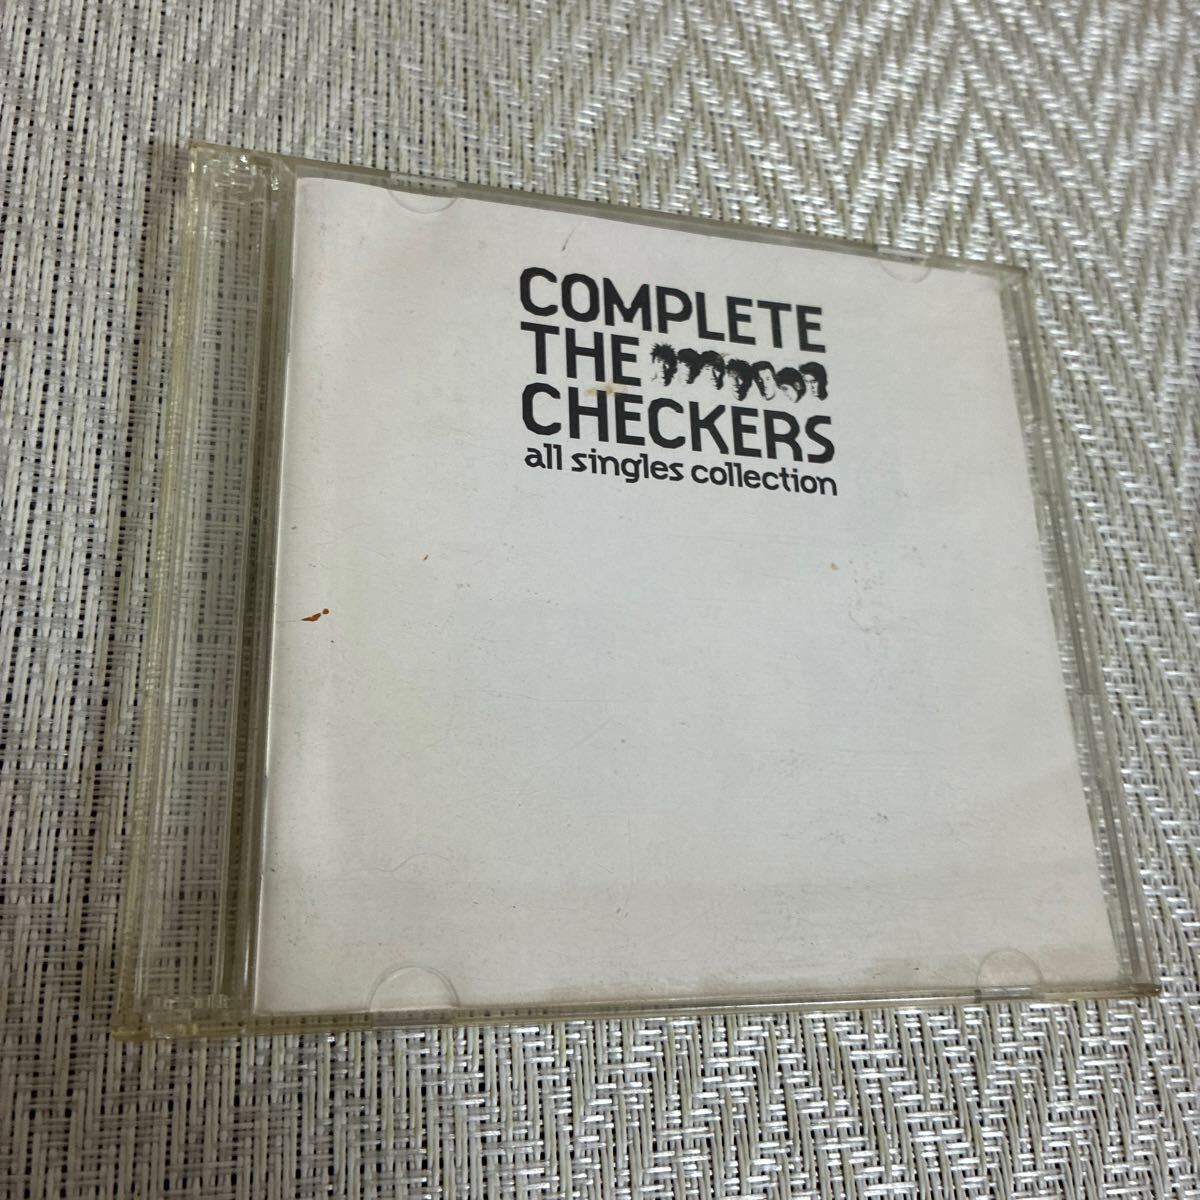 COMPLETE
THE
CHECKERS
all singles collection